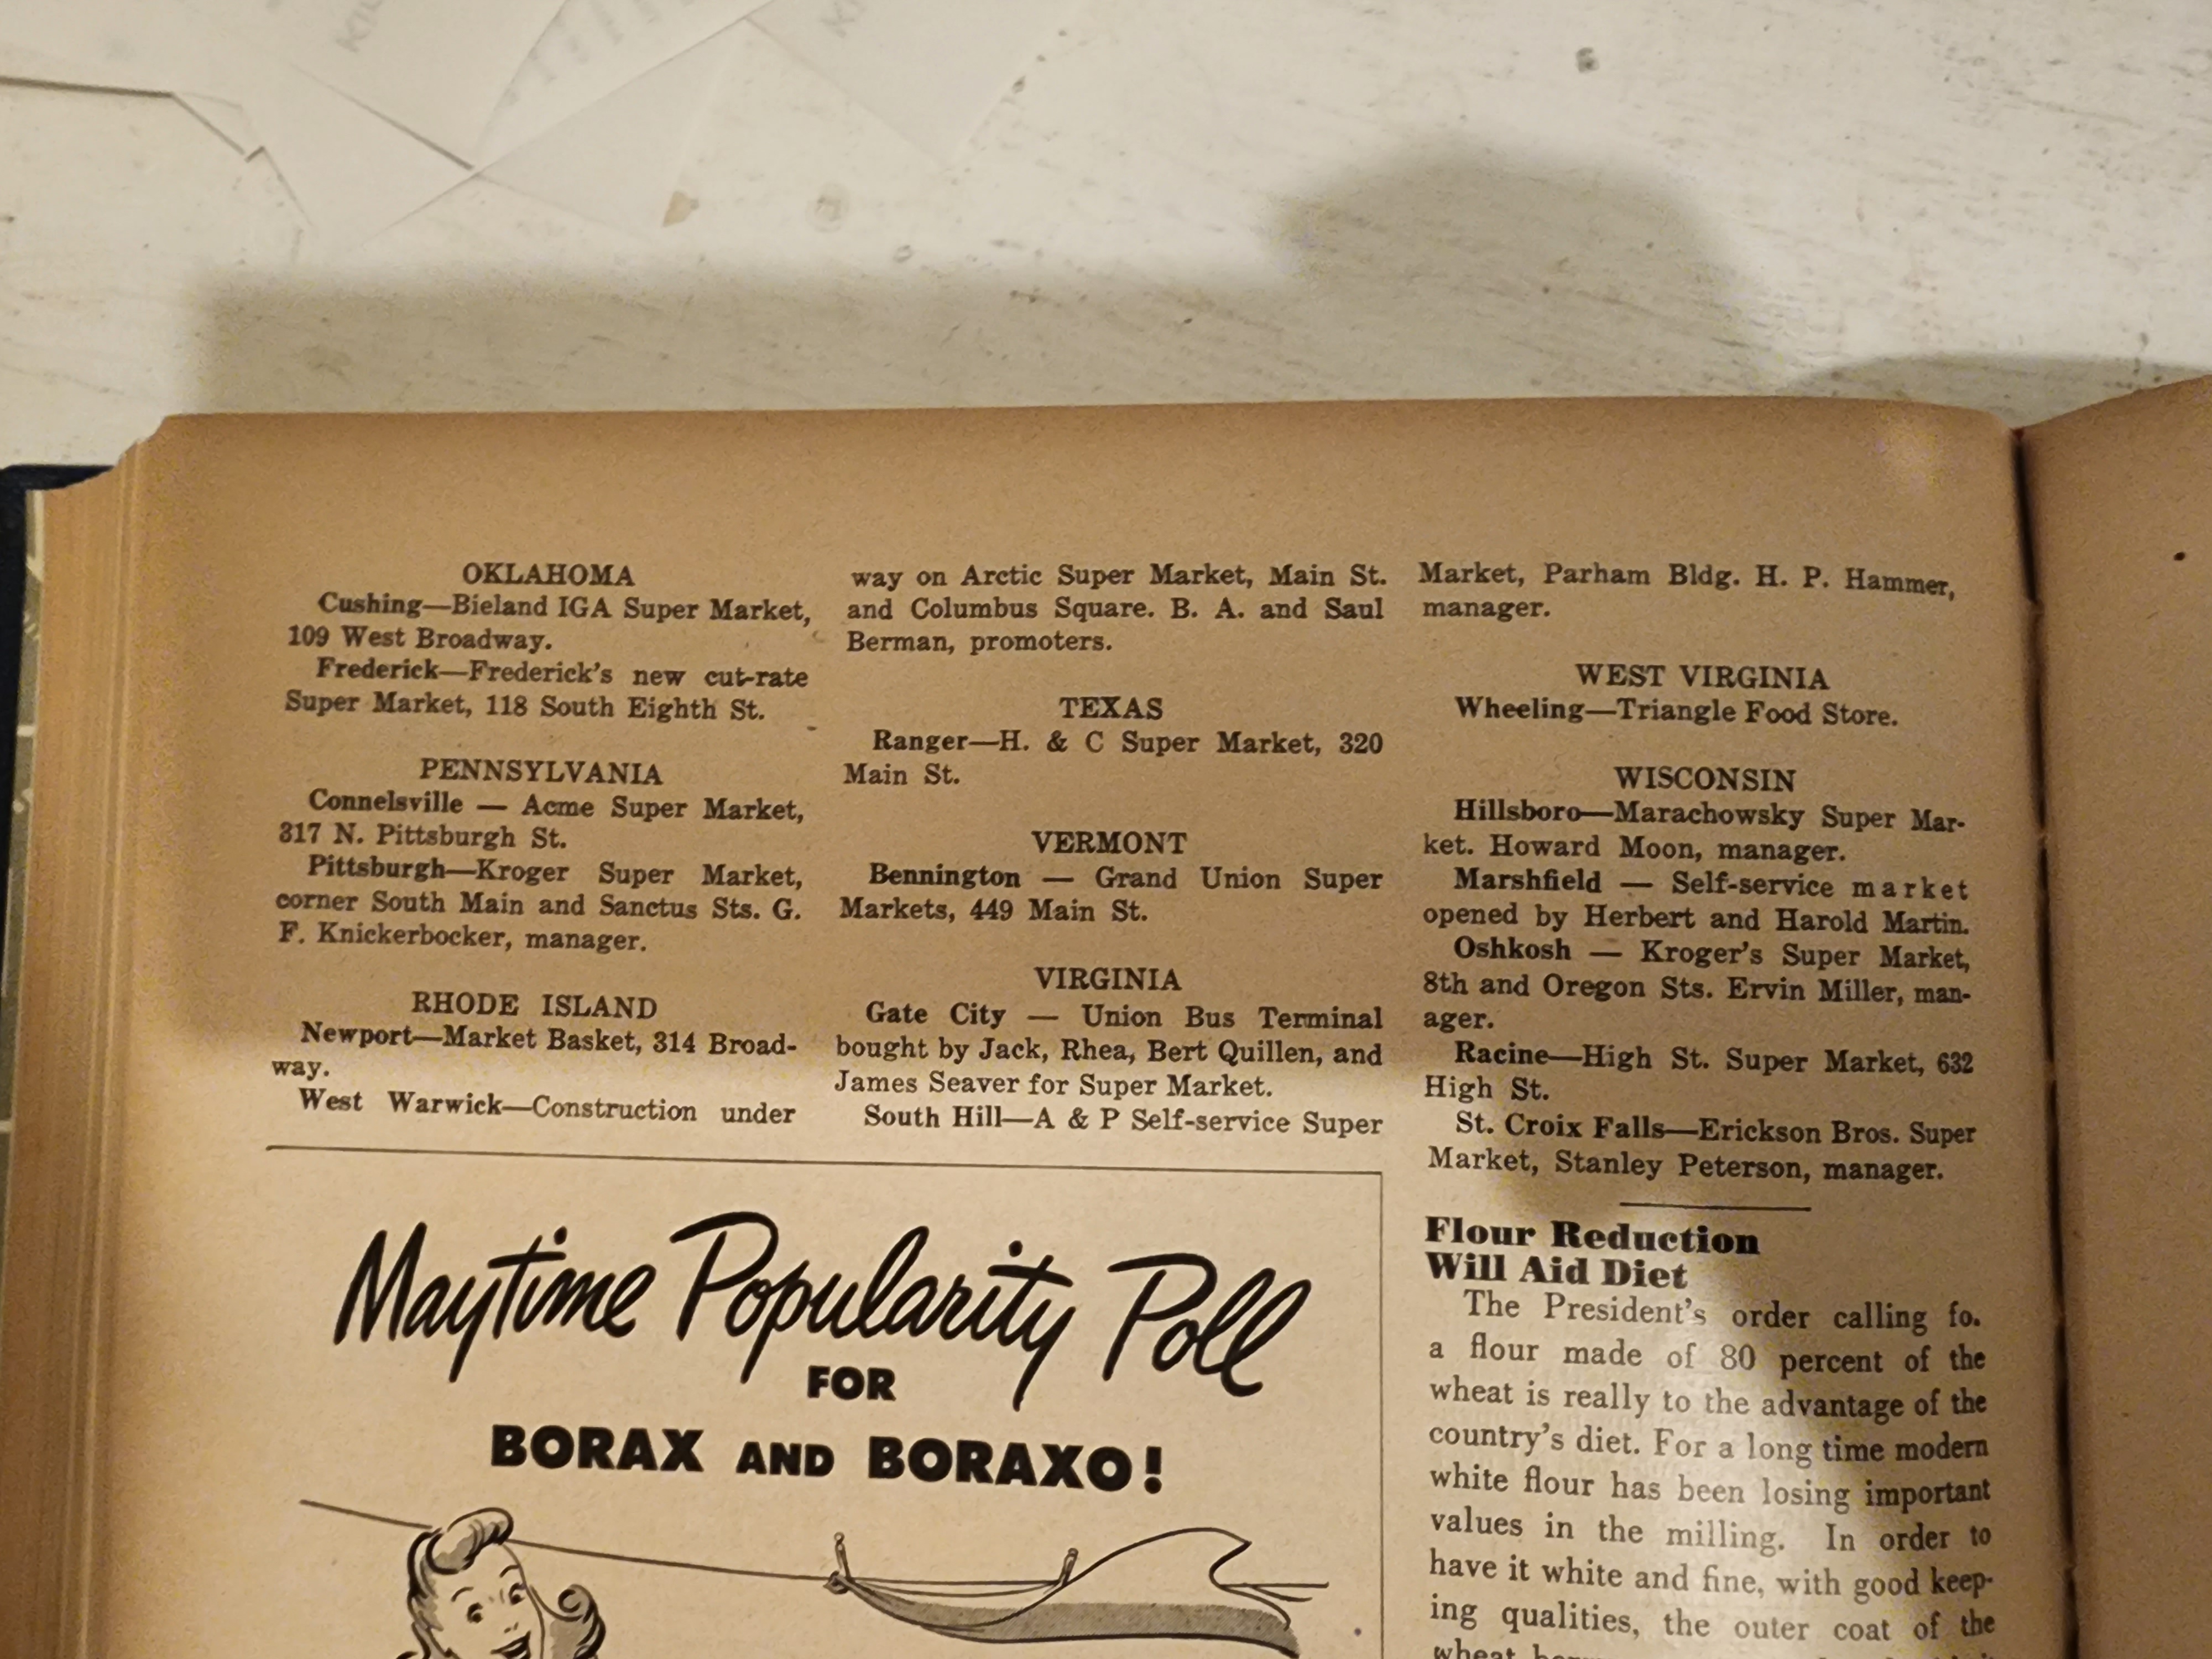 OKLAHOMA
Cushing—Bieland IGA Super Market,
109 West Broadway.
Frederick—Frederick's new cut-rate
Super Market, 118 South Eighth St.
PENNSYLVANIA
Connelsville — Acme Super Market,
317 N. Pittsburgh St.
Pittsburgh—Kroger Super Market,
corner South Main and Sanctus Sts. G.
F. Knickerbocker, manager.
RHODE ISLAND
Newport—Market Basket, 314 Broad-
way.
West Warwick—Construction under
way on Arctic Super Market, Main St.
and Columbus Square. B. A. and Saul
Berman, promoters.
TEXAS
Ranger—H. & C Super Market, 320
Main St.
VERMONT
Bennington — Grand Union Super
Markets, 449 Main St.
VIRGINIA
Gate City — Union Bus Terminal
bought by Jack, Rhea, Bert Quillen, and
James Seaver for Super Market.
South Hill—A & P Self-service Super
Market, Parham Bldg. H. P. Hammer,
manager.
WEST VIRGINIA
Wheeling—Triangle Food Store.
WISCONSIN
Hillsboro—Marachowsky Super Mar-
ket. Howard Moon, manager.
Marshfield — Self-service market
opened by Herbert and Harold Martin.
Oshkosh — Kroger's Super Market,
8th and Oregon Sts. Ervin Miller, man-
ager.
Racine—High St. Super Market, 632
High St.
St. Croix Falls—Erickson Bros. Super
Market, Stanley Peterson, manager.
Flour Reduction
Will Aid Diet
The President's order calling fo.
a flour made of 80 percent of the
wheat is really to the advantage of the
country's diet. For a long time modern
white flour has been losing important
values in the milling. In order to
have it white and fine, with good keep-
ing qualities, the outer coat of the
wheat
Maytime Popularity Poll
FOR
BORAX AND BORAXO!